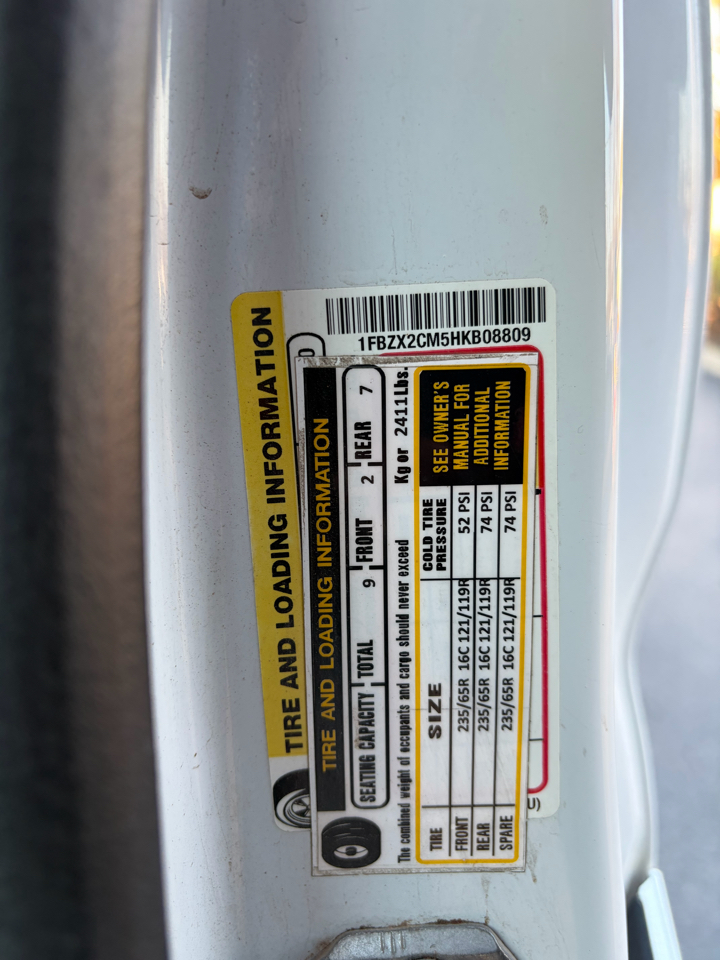 TIRE AND LOADING INFORMATION
1FBZX2CM5HKB08809
TIRE AND LOADING INFORMATION
SEATING CAPACITY TOTAL 9 FRONT 2 REAR 7
The combined weight of occupants and cargo should never exceed Kg or 2411Lbs.
TIRE SIZE COLD TIRE PRESSURE
FRONT 235/65R 16C 121/119R 52 PSI
REAR 235/65R 16C 121/119R 74 PSI
SPARE 235/65R 16C 121/119R 74 PSI
SEE OWNER'S
MANUAL FOR
ADDITIONAL
INFORMATION
U)